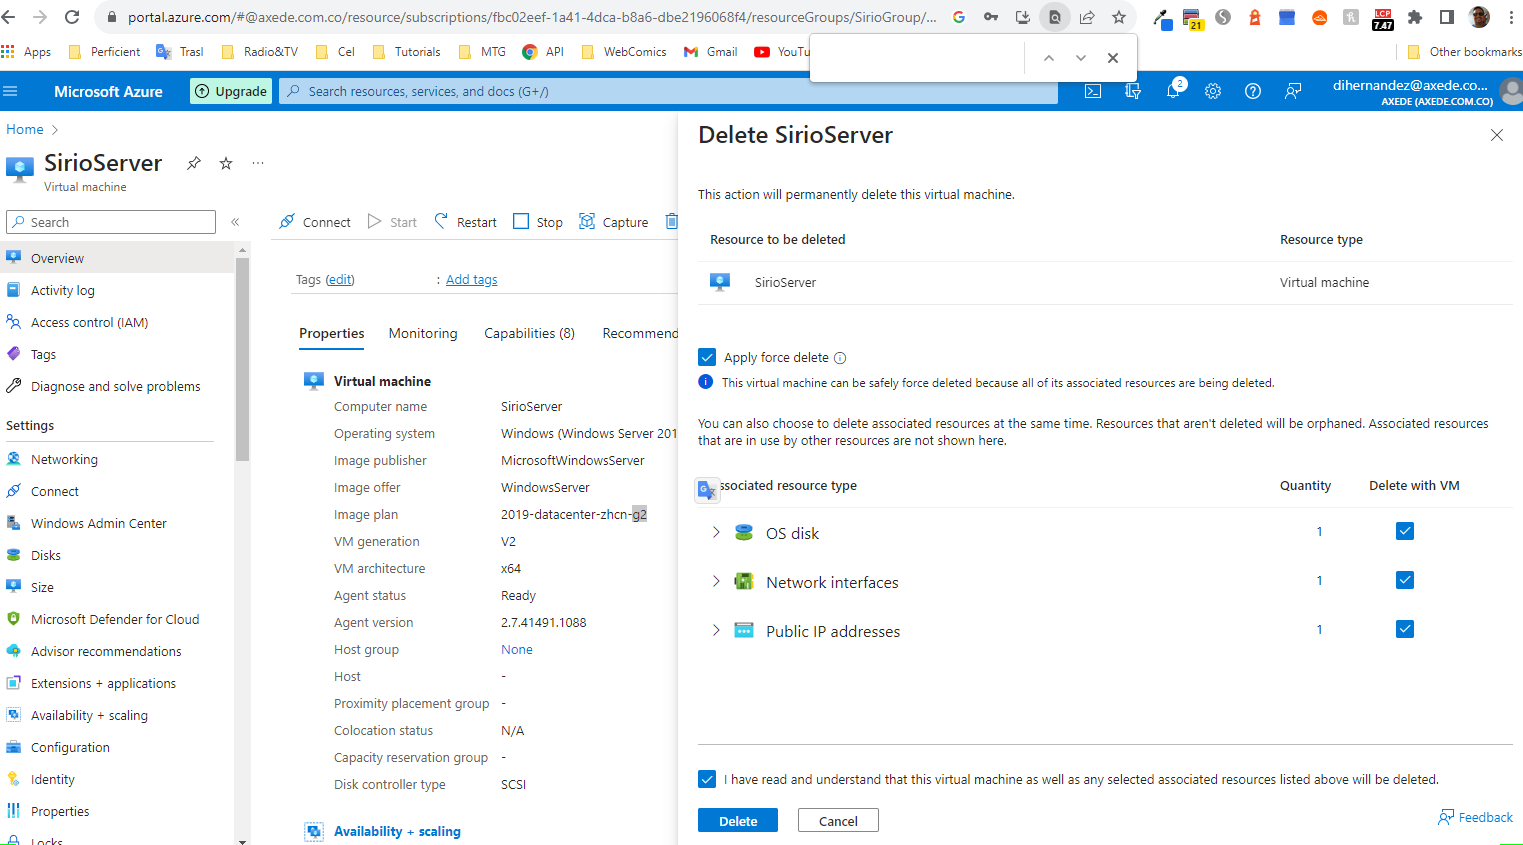 portal.azure.com/#@axede.com.co/resource/subscriptions/fbc02eef-1a41-4dca-b8a6-dbe2196068f4/resourceGroups/SirioGroup/...
21
LCP
7.47
Apps
Perficient
Trasl
Radio&TV
Cel
Tutorials
MTG
API
WebComics
Gmail
YouTu
Other bookmarks
Microsoft Azure
Upgrade
Search resources, services, and docs (G+/)
2
dihernandez@axede.co...
AXEDE (AXEDE.COM.CO)
Home
SirioServer
Virtual machine
Search
Overview
Activity log
Access control (IAM)
Tags
Diagnose and solve problems
Settings
Networking
Connect
Windows Admin Center
Disks
Size
Microsoft Defender for Cloud
Advisor recommendations
Extensions + applications
Availability + scaling
Configuration
Identity
Properties
Locks
Connect
Start
Restart
Stop
Capture
Tags (edit) : Add tags
Properties
Monitoring
Capabilities (8)
Recommend
Virtual machine
Computer name SirioServer
Operating system Windows (Windows Server 201
Image publisher MicrosoftWindowsServer
Image offer WindowsServer
Image plan 2019-datacenter-zhcn-g2
VM generation V2
VM architecture x64
Agent status Ready
Agent version 2.7.41491.1088
Host group None
Host -
Proximity placement group -
Colocation status N/A
Capacity reservation group -
Disk controller type SCSI
Availability + scaling
Delete SirioServer
This action will permanently delete this virtual machine.
Resource to be deleted Resource type
SirioServer Virtual machine
Apply force delete
This virtual machine can be safely force deleted because all of its associated resources are being deleted.
You can also choose to delete associated resources at the same time. Resources that aren't deleted will be orphaned. Associated resources
that are in use by other resources are not shown here.
ssociated resource type Quantity Delete with VM
OS disk 1
Network interfaces 1
Public IP addresses 1
I have read and understand that this virtual machine as well as any selected associated resources listed above will be deleted.
Delete
Cancel
Feedback